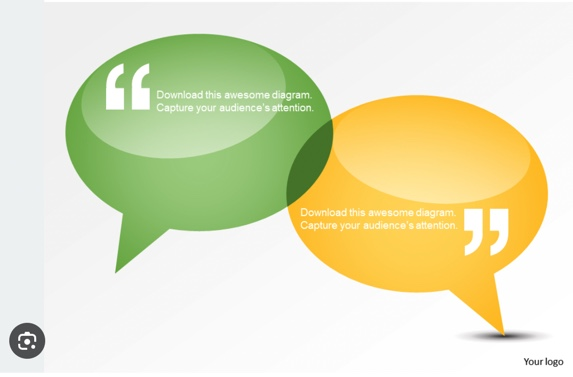 “ Download this awesome diagram.
Capture your audience's attention.
Download this awesome diagram.
Capture your audience's attention. ”
Your logo